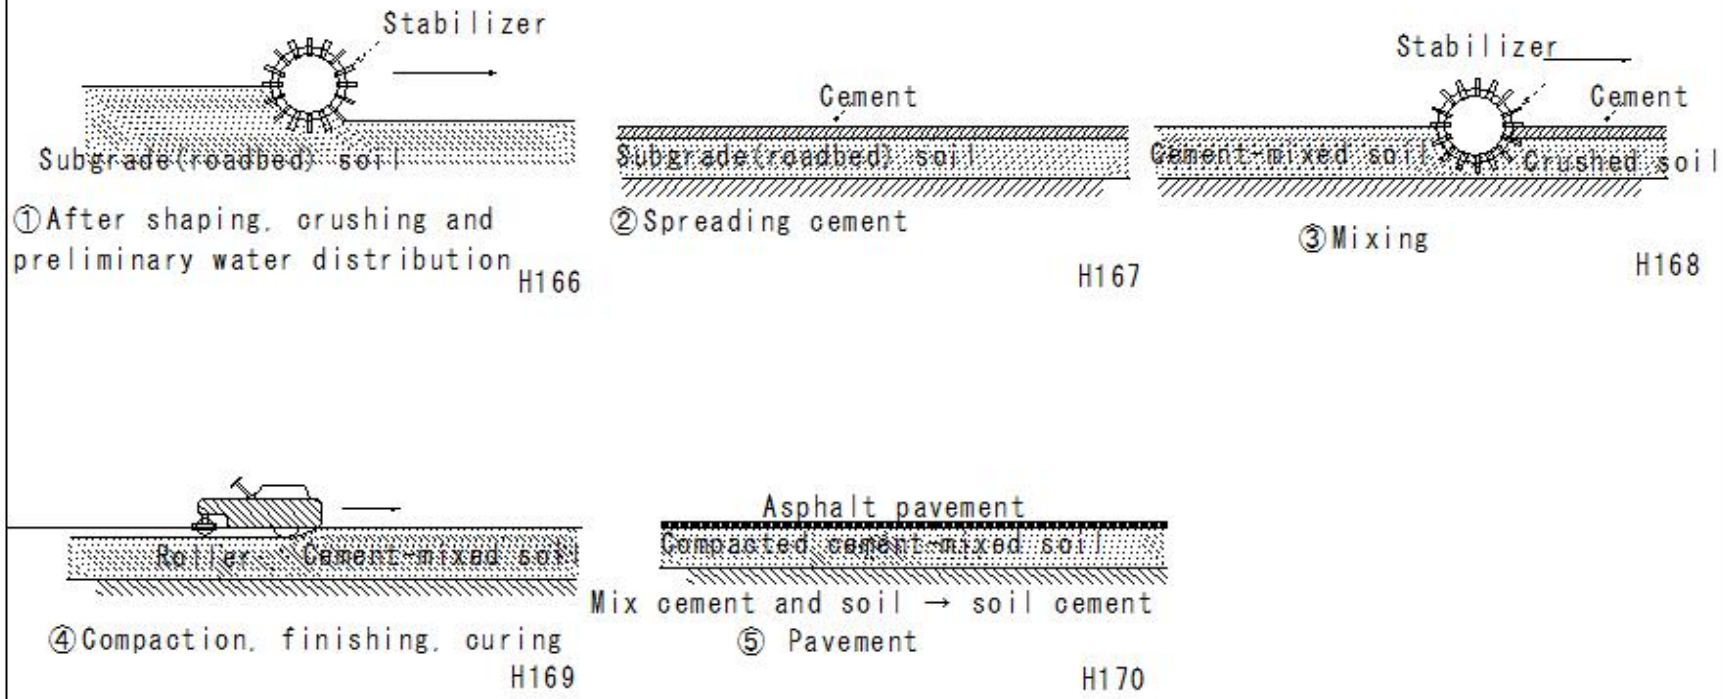 Stabilizer
Subgrade(roadbed) soil
①After shaping, crushing and
preliminary water distribution
H166
Cement
Subgrade(roadbed) soil
②Spreading cement
H167
Stabilizer
Cement
Cement-mixed soil
Crushed soil
③Mixing
H168
Roller
Cement-mixed soil
④Compaction, finishing, curing
H169
Asphalt pavement
Compacted cement-mixed soil
Mix cement and soil → soil cement
⑤ Pavement
H170